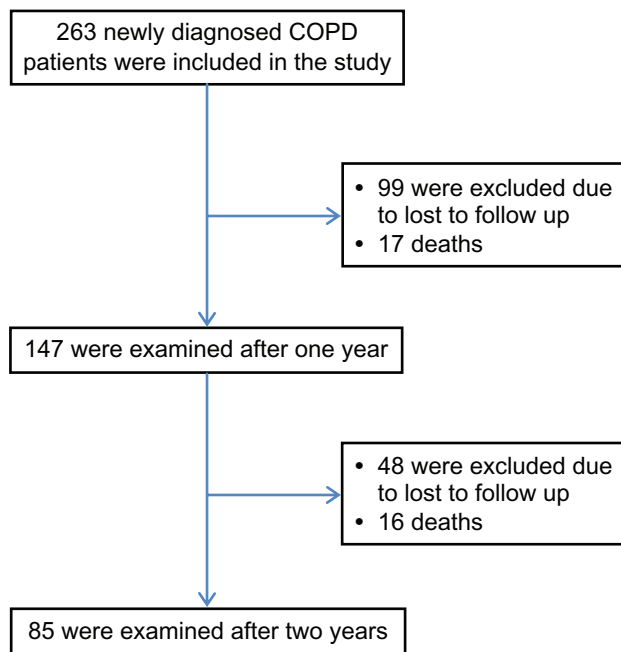 263 newly diagnosed COPD
patients were included in the study
• 99 were excluded due
to lost to follow up
• 17 deaths
147 were examined after one year
• 48 were excluded due
to lost to follow up
• 16 deaths
85 were examined after two years